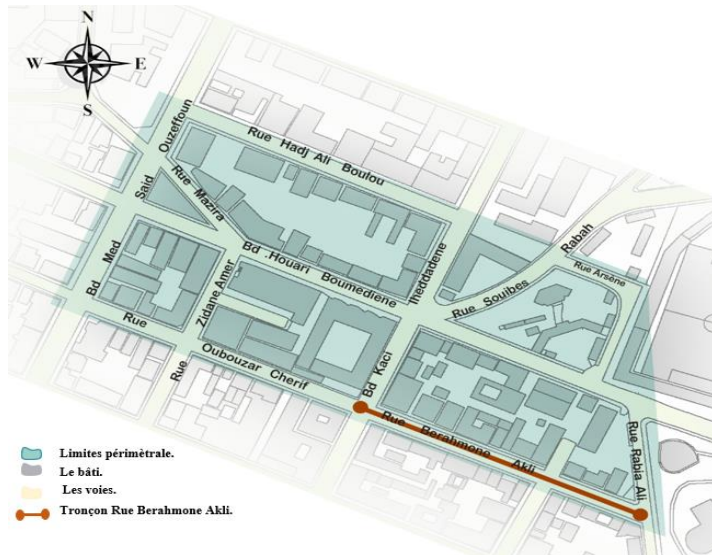 N
W E
S
Rue Hadj Ali Boulou
Bd Med Said Ouzeffoun
Rue Mazira
Bd .Houari Boumediene
Bd Kaci Iheddadene
Rue Souibes Rabah
Rue Arsène
Rue Zidane Amer
Rue Oubouzar Cherif
Rue Berahmone Akli
Rue Rabia Ali.
Limites périmètrale.
Le bâti.
Les voies.
Tronçon Rue Berahmone Akli.